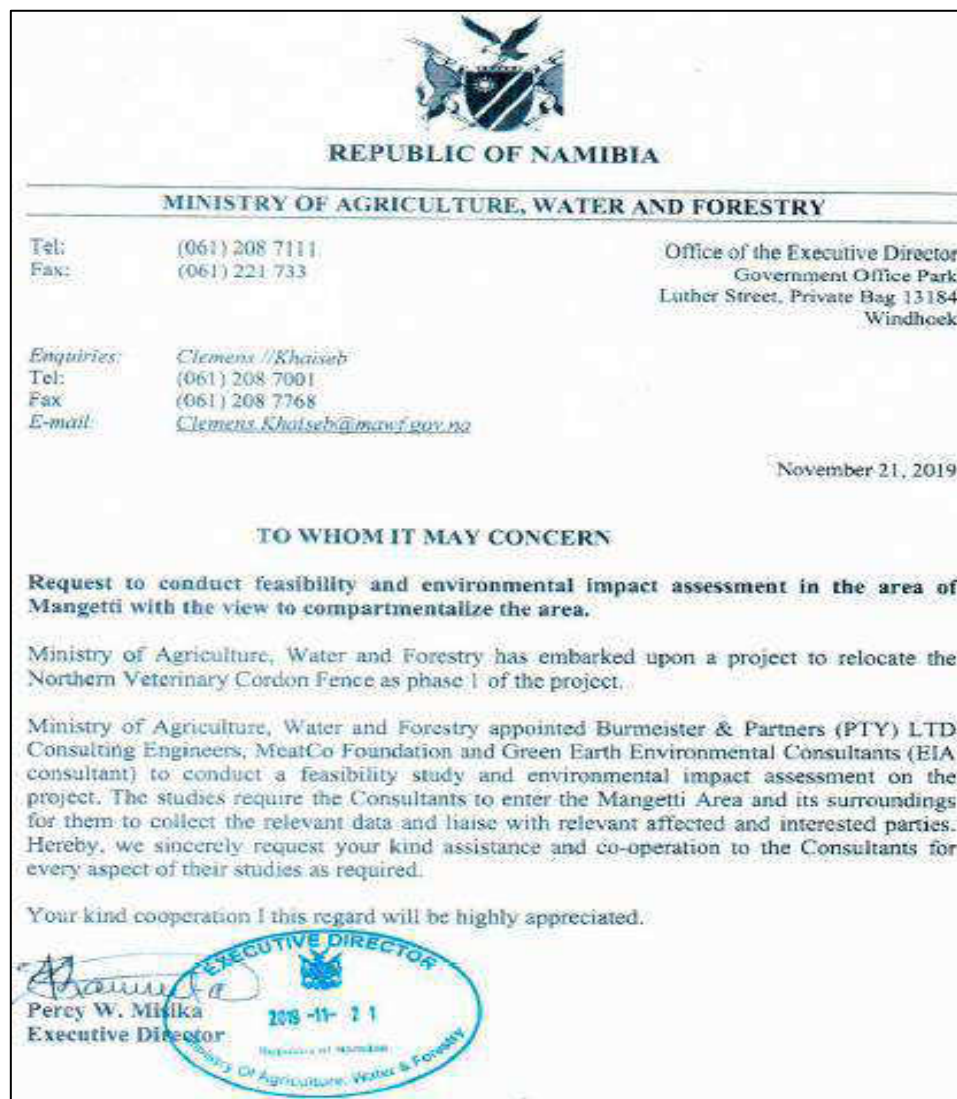 REPUBLIC OF NAMIBIA
MINISTRY OF AGRICULTURE, WATER AND FORESTRY
Tel: (061) 208 7111
Fax: (061) 221 733
Office of the Executive Director
Government Office Park
Luther Street, Private Bag 13184
Windhoek
Enquiries: Clemens //Khaiseb
Tel: (061) 208 7001
Fax (061) 208 7768
E-mail: Clemens.Khaiseb@mawf.gov.na
November 21, 2019
TO WHOM IT MAY CONCERN
Request to conduct feasibility and environmental impact assessment in the area of
Mangetti with the view to compartmentalize the area.
Ministry of Agriculture, Water and Forestry has embarked upon a project to relocate the
Northern Veterinary Cordon Fence as phase 1 of the project.
Ministry of Agriculture, Water and Forestry appointed Burmeister & Partners (PTY) LTD
Consulting Engineers, MeatCo Foundation and Green Earth Environmental Consultants (EIA
consultant) to conduct a feasibility study and environmental impact assessment on the
project. The studies require the Consultants to enter the Mangetti Area and its surroundings
for them to collect the relevant data and liaise with relevant affected and interested parties.
Hereby, we sincerely request your kind assistance and co-operation to the Consultants for
every aspect of their studies as required.
Your kind cooperation I this regard will be highly appreciated.
Percy W. Misika
Executive Director
EXECUTIVE DIRECTOR
2019 -11- 21
Republic of Namibia
Ministry Of Agriculture, Water & Forestry